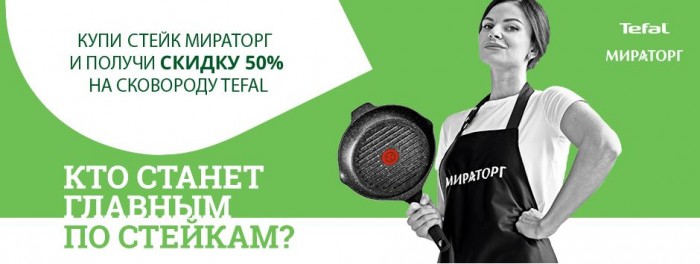 КУПИ СТЕЙК МИРАТОРГ
И ПОЛУЧИ СКИДКУ 50%
НА СКОВОРОДУ TEFAL
КТО СТАНЕТ
ГЛАВНЫМ
ПО СТЕЙКАМ?
Tefal
МИРАТОРГ
МИРАТОРГ